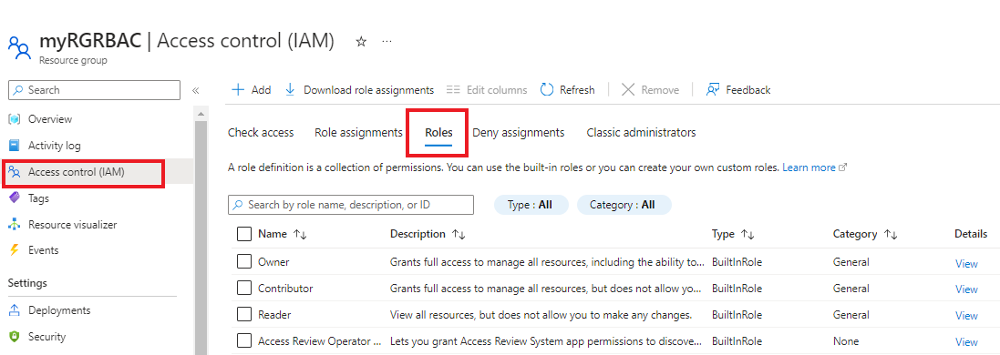 myRGRBAC | Access control (IAM) ☆ ···
Resource group
Search «
Overview
Activity log
Access control (IAM)
Tags
Resource visualizer
Events
Settings
Deployments
Security
Add Download role assignments Edit columns Refresh Remove Feedback
Check access Role assignments Roles Deny assignments Classic administrators
A role definition is a collection of permissions. You can use the built-in roles or you can create your own custom roles. Learn more
Search by role name, description, or ID Type : All Category : All
Name ↑↓ Description ↑↓ Type ↑↓ Category ↑↓ Details
Owner Grants full access to manage all resources, including the ability to... BuiltInRole General View
Contributor Grants full access to manage all resources, but does not allow yo... BuiltInRole General View
Reader View all resources, but does not allow you to make any changes. BuiltInRole General View
Access Review Operator ... Lets you grant Access Review System app permissions to discove... BuiltInRole None View